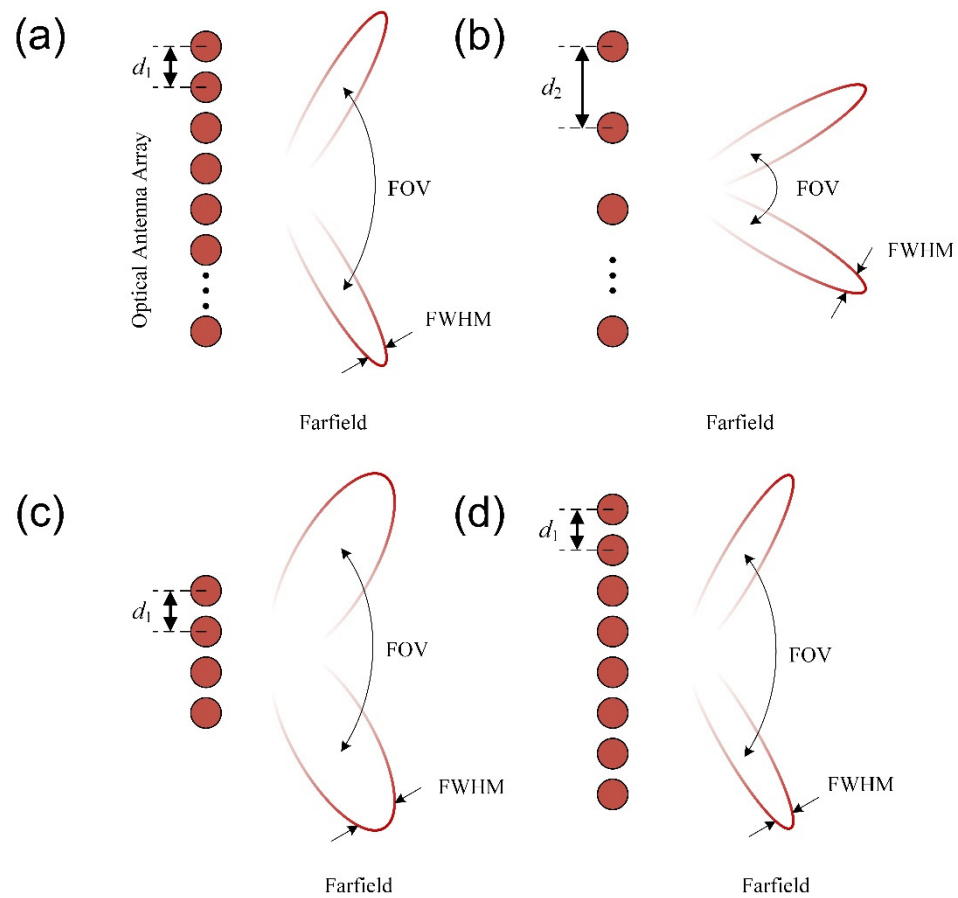 (a)
d1
Optical Antenna Array
FOV
FWHM
Farfield
(b)
d2
FOV
FWHM
Farfield
(c)
d1
FOV
FWHM
Farfield
(d)
d1
FOV
FWHM
Farfield